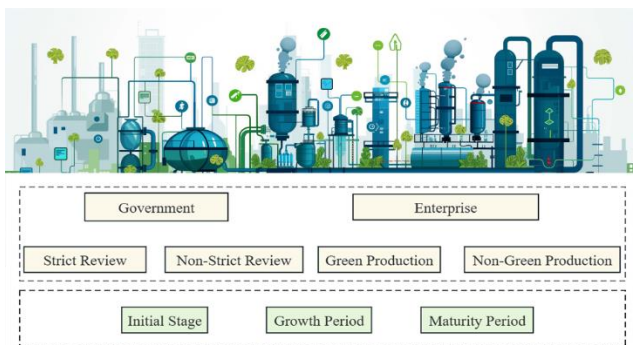 Government
Enterprise
Strict Review
Non-Strict Review
Green Production
Non-Green Production
Initial Stage
Growth Period
Maturity Period